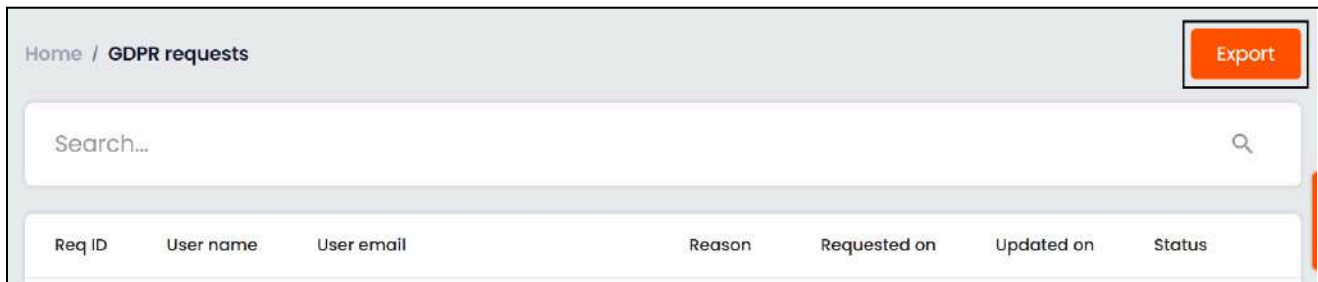 Home / GDPR requests
Export
Search...
Req ID User name User email Reason Requested on Updated on Status